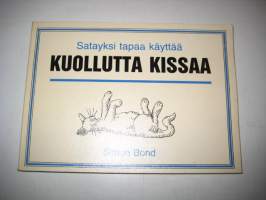 Satayksi tapaa käyttää
KUOLLUTTA KISSAA
Simon Bond